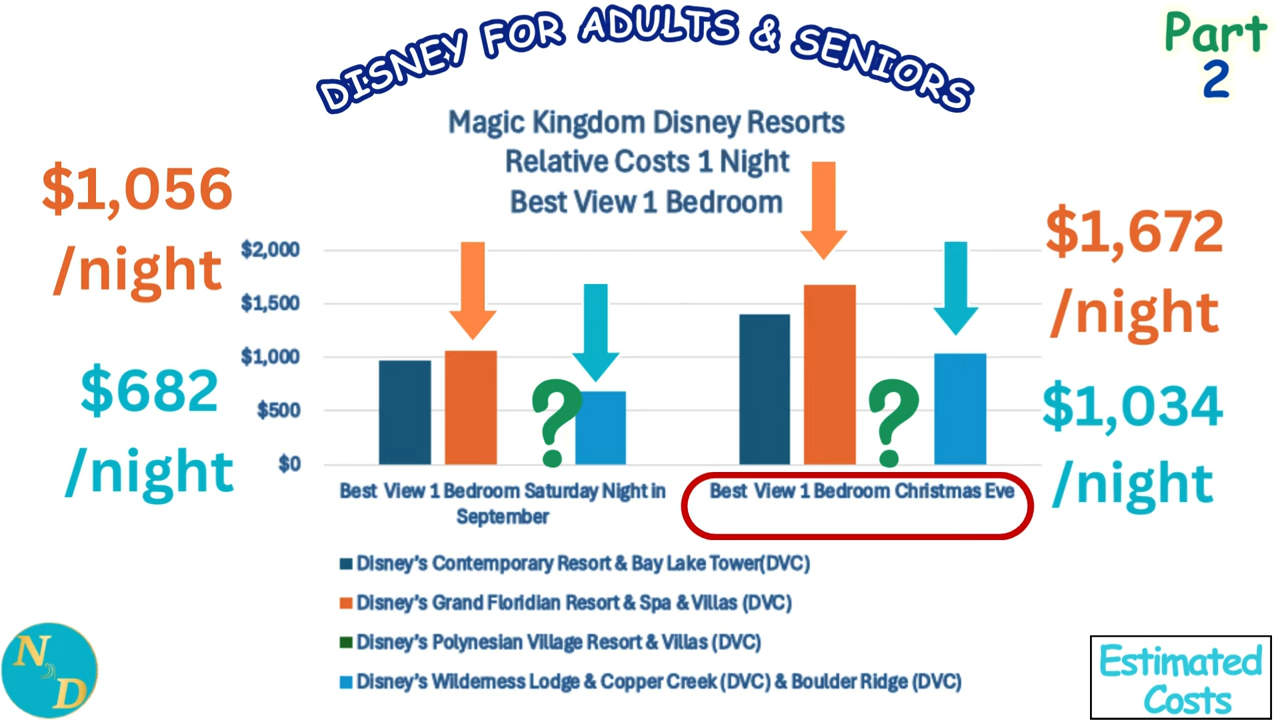 DISNEY FOR ADULTS & SENIORS
Part
2
Magic Kingdom Disney Resorts
Relative Costs 1 Night
Best View 1 Bedroom
$1,056
/night
$682
/night
$2,000
$1,500
$1,000
$500
$0
?
?
$1,672
/night
$1,034
/night
Best View 1 Bedroom Saturday Night in
September
Best View 1 Bedroom Christmas Eve
Disney's Contemporary Resort & Bay Lake Tower(DVC)
Disney's Grand Floridian Resort & Spa & Villas (DVC)
Disney's Polynesian Village Resort & Villas (DVC)
Disney's Wilderness Lodge & Copper Creek (DVC) & Boulder Ridge (DVC)
N
D
Estimated
Costs